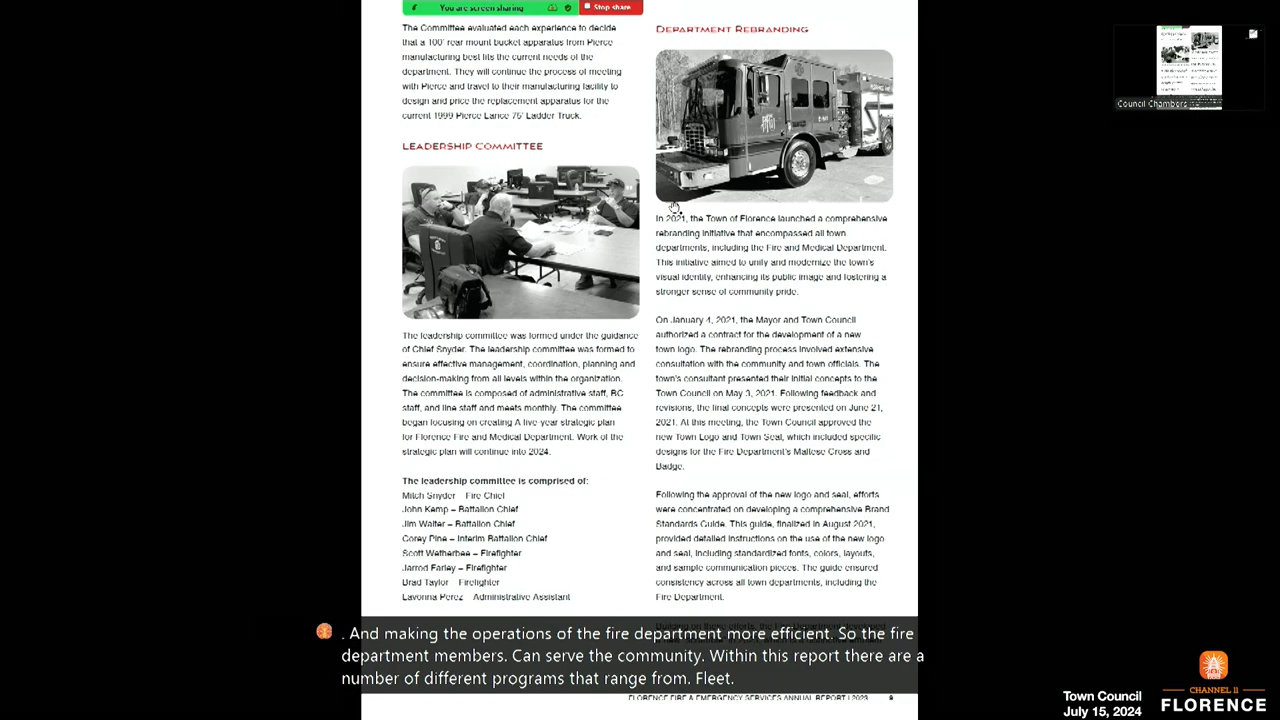 You are screen sharing
Stop share
The Committee evaluated each experience to decide
that a 100' rear mount bucket apparatus from Pierce
manufacturing best fits the current needs of the
department. They will continue the process of meeting
with Pierce and travel to their manufacturing facility to
design and price the replacement apparatus for the
current 1999 Pierce Lance 75' Ladder Truck.
LEADERSHIP COMMITTEE
The leadership committee was formed under the guidance
of Chief Snyder. The leadership committee was formed to
ensure effective management, coordination, planning and
decision-making from all levels within the organization.
The committee is composed of administrative staff, BC
staff, and line staff and meets monthly. The committee
began focusing on creating A five-year strategic plan
for Florence Fire and Medical Department. Work of the
strategic plan will continue into 2024.
The leadership committee is comprised of:
Mitch Snyder – Fire Chief
John Kemp – Battalion Chief
Jim Walter – Battalion Chief
Corey Pine – Interim Battalion Chief
Scott Wetherbee – Firefighter
Jarrod Farley – Firefighter
Brad Taylor – Firefighter
Lavonna Perez – Administrative Assistant
DEPARTMENT REBRANDING
In 2021, the Town of Florence launched a comprehensive
rebranding initiative that encompassed all town
departments, including the Fire and Medical Department.
This initiative aimed to unify and modernize the town's
visual identity, enhancing its public image and fostering a
stronger sense of community pride.
On January 4, 2021, the Mayor and Town Council
authorized a contract for the development of a new
town logo. The rebranding process involved extensive
consultation with the community and town officials. The
town's consultant presented their initial concepts to the
Town Council on May 3, 2021. Following feedback and
revisions, the final concepts were presented on June 21,
2021. At this meeting, the Town Council approved the
new Town Logo and Town Seal, which included specific
designs for the Fire Department's Maltese Cross and
Badge.
Following the approval of the new logo and seal, efforts
were concentrated on developing a comprehensive Brand
Standards Guide. This guide, finalized in August 2021,
provided detailed instructions on the use of the new logo
and seal, including standardized fonts, colors, layouts,
and sample communication pieces. The guide ensured
consistency across all town departments, including the
Fire Department.
Building on these efforts, the Fire Department developed
. And making the operations of the fire department more efficient. So the fire
department members. Can serve the community. Within this report there are a
number of different programs that range from. Fleet.
FLORENCE FIRE & EMERGENCY SERVICES ANNUAL REPORT | 2023 9
Council Chambers
Town Council
July 15, 2024
CHANNEL 11
FLORENCE